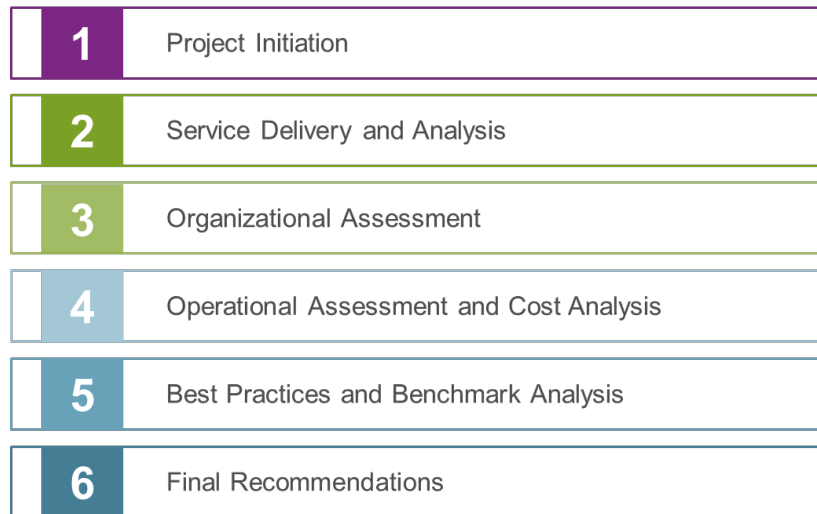 1 Project Initiation
2 Service Delivery and Analysis
3 Organizational Assessment
4 Operational Assessment and Cost Analysis
5 Best Practices and Benchmark Analysis
6 Final Recommendations